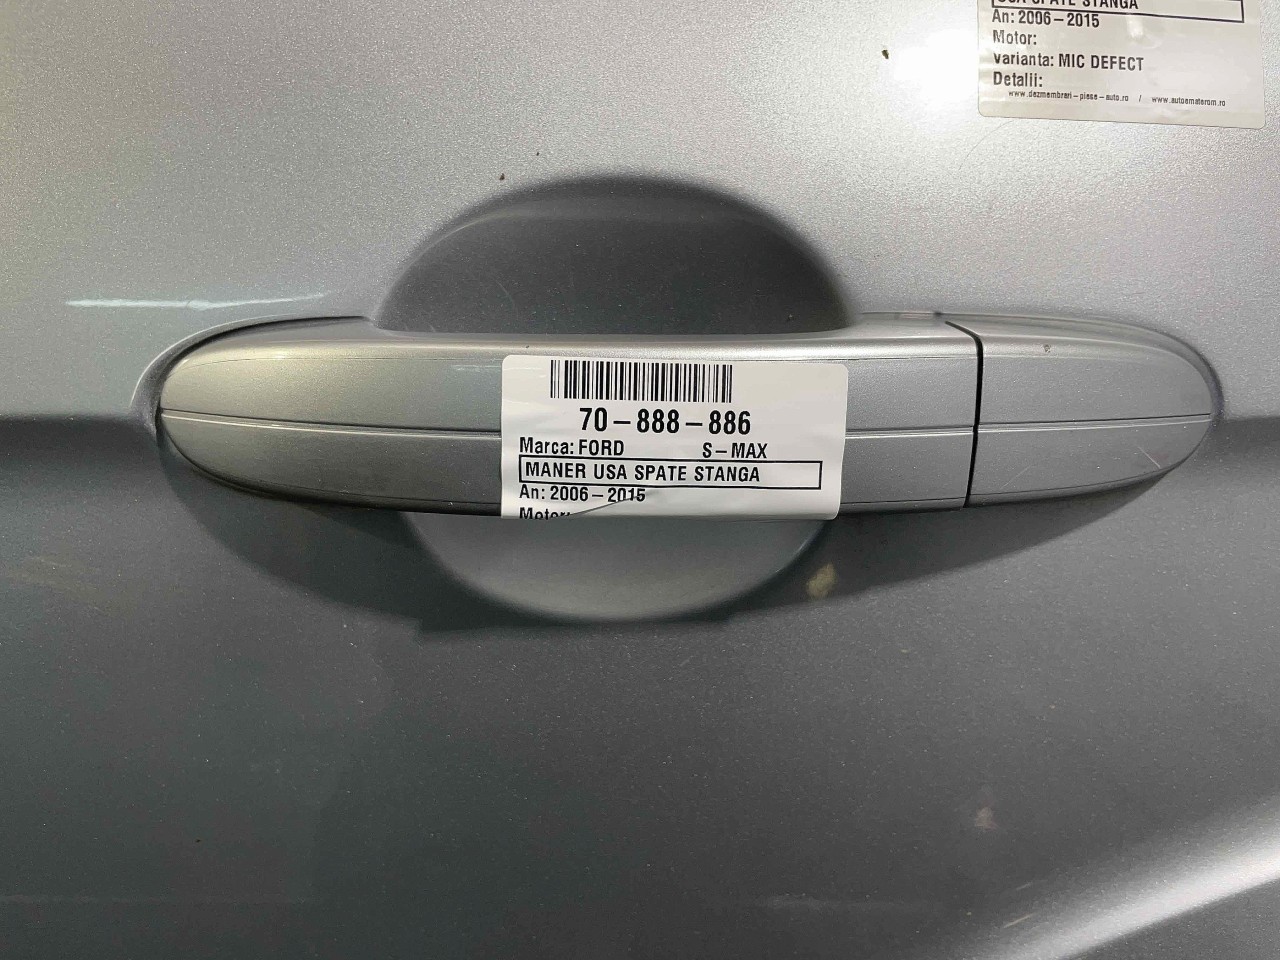 USA SPATE STANGA
An: 2006-2015
Motor:
Varianta: MIC DEFECT
Detalii:
www.dezmembrari-piese-auto.ro / www.autoematerom.ro
70-888-886
Marca: FORD S-MAX
MANER USA SPATE STANGA
An: 2006-2015
Motor: